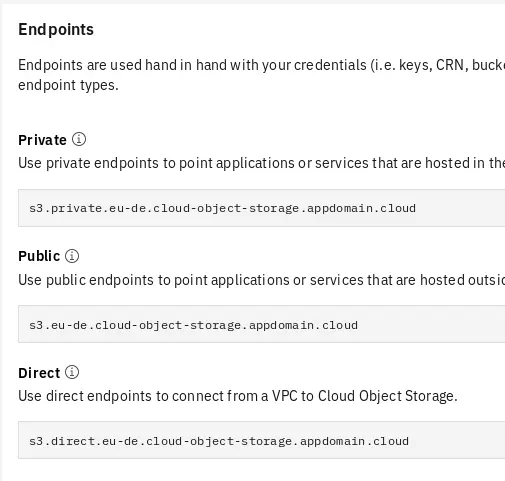 Endpoints
Endpoints are used hand in hand with your credentials (i.e. keys, CRN,
endpoint types.
Private
Use private endpoints to point applications or services that are hosted in
s3.private.eu-de.cloud-object-storage.appdomain.cloud
Public
Use public endpoints to point applications or services that are hosted
s3.eu-de.cloud-object-storage.appdomain.cloud
Direct
Use direct endpoints to connect from a VPC to Cloud Object Storage.
s3.direct.eu-de.cloud-object-storage.appdomain.cloud